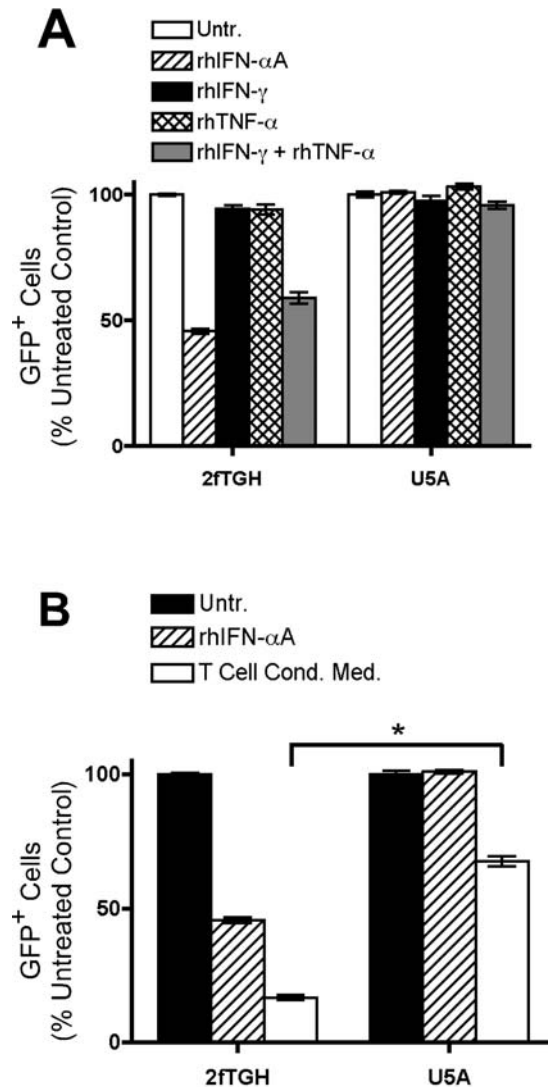 A
Untr.
rhIFN-αA
rhIFN-γ
rhTNF-α
rhIFN-γ + rhTNF-α
GFP+ Cells
(% Untreated Control)
100
50
0
2fTGH U5A
B
Untr.
rhIFN-αA
T Cell Cond. Med.
*
GFP+ Cells
(% Untreated Control)
100
50
0
2fTGH U5A